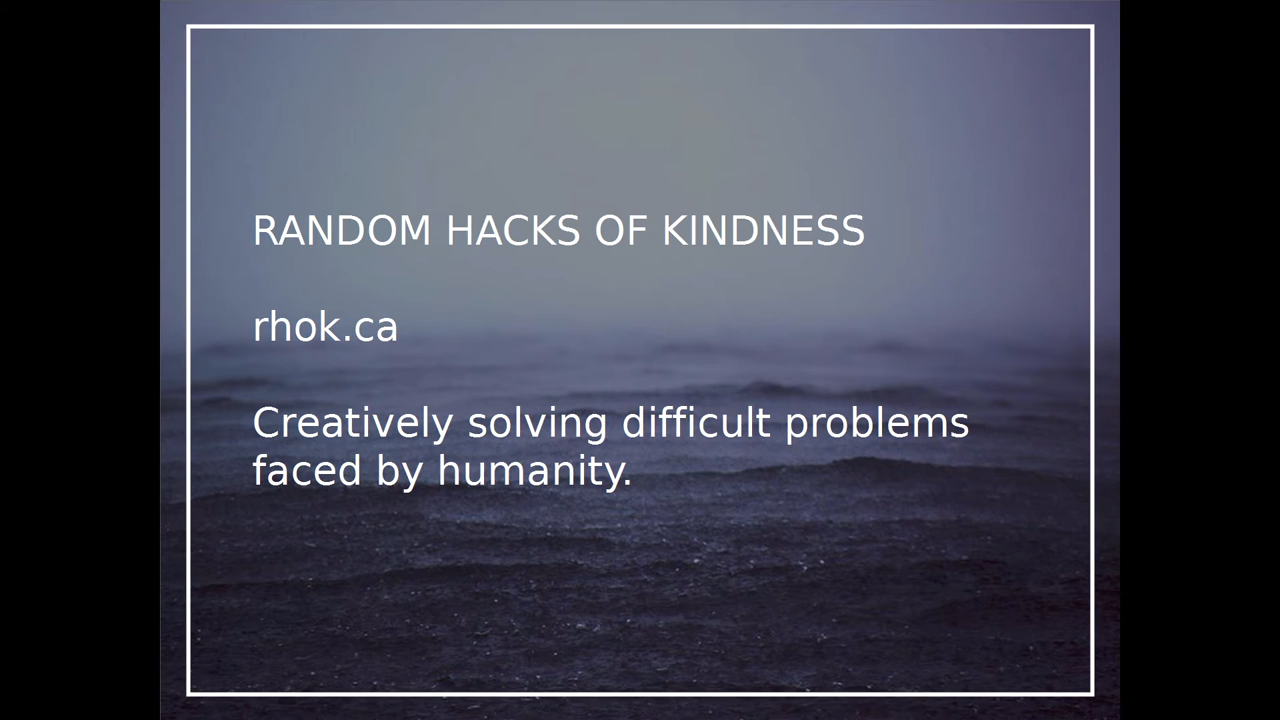 RANDOM HACKS OF KINDNESS
rhok.ca
Creatively solving difficult problems
faced by humanity.